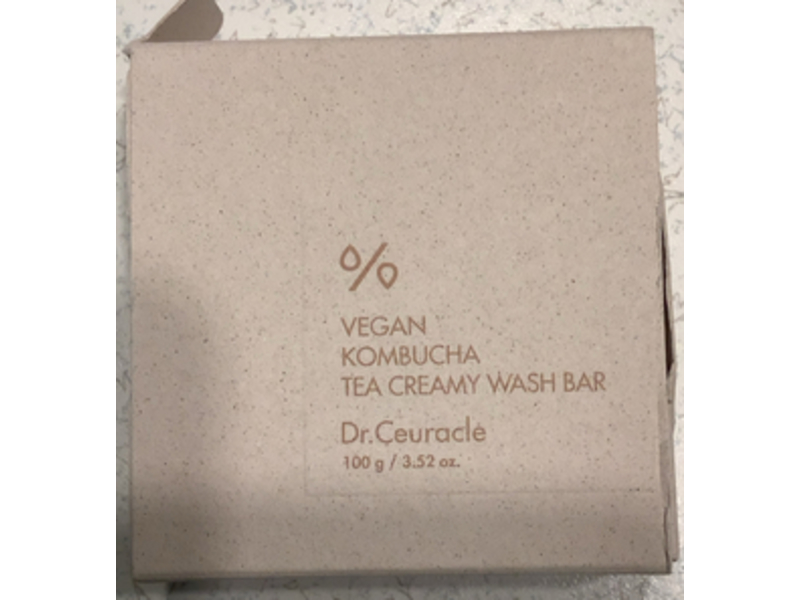 %
VEGAN
KOMBUCHA
TEA CREAMY WASH BAR
Dr.Ceuracle
100 g / 3.52 oz.